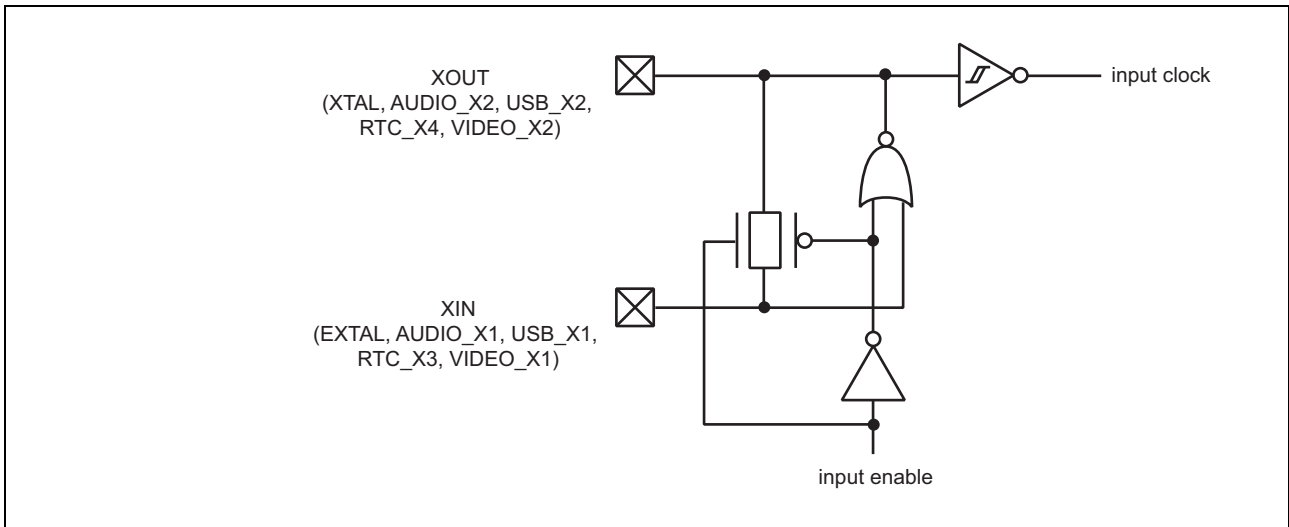 XOUT
(XTAL, AUDIO_X2, USB_X2,
RTC_X4, VIDEO_X2)
input clock
XIN
(EXTAL, AUDIO_X1, USB_X1,
RTC_X3, VIDEO_X1)
input enable